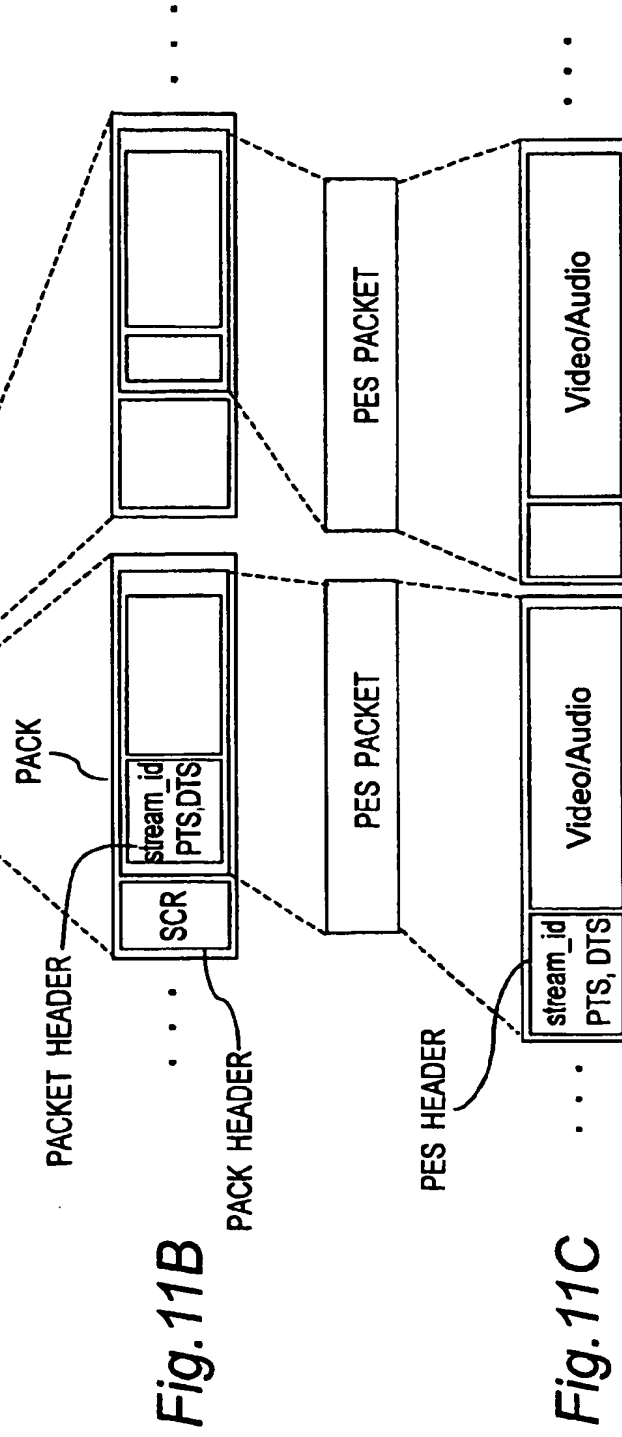 PACK
PACKET HEADER
stream_id
PTS,DTS
SCR
PACK HEADER
Fig. 11B
PES PACKET
PES PACKET
PES HEADER
stream_id
PTS, DTS
Video/Audio
Video/Audio
Fig. 11C